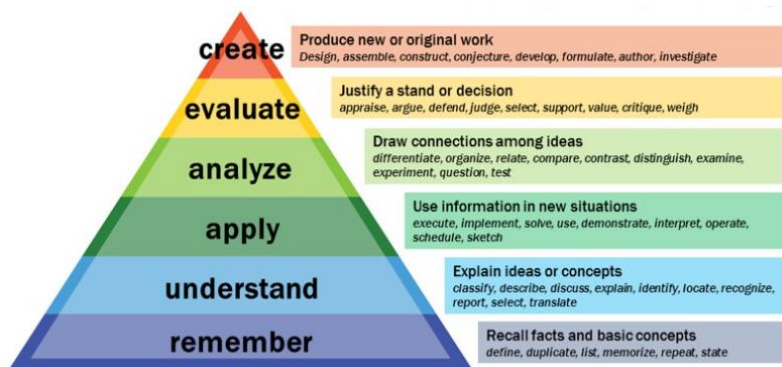 create
Produce new or original work
Design, assemble, construct, conjecture, develop, formulate, author, investigate
evaluate
Justify a stand or decision
appraise, argue, defend, judge, select, support, value, critique, weigh
analyze
Draw connections among ideas
differentiate, organize, relate, compare, contrast, distinguish, examine,
experiment, question, test
apply
Use information in new situations
execute, implement, solve, use, demonstrate, interpret, operate,
schedule, sketch
understand
Explain ideas or concepts
classify, describe, discuss, explain, identify, locate, recognize,
report, select, translate
remember
Recall facts and basic concepts
define, duplicate, list, memorize, repeat, state